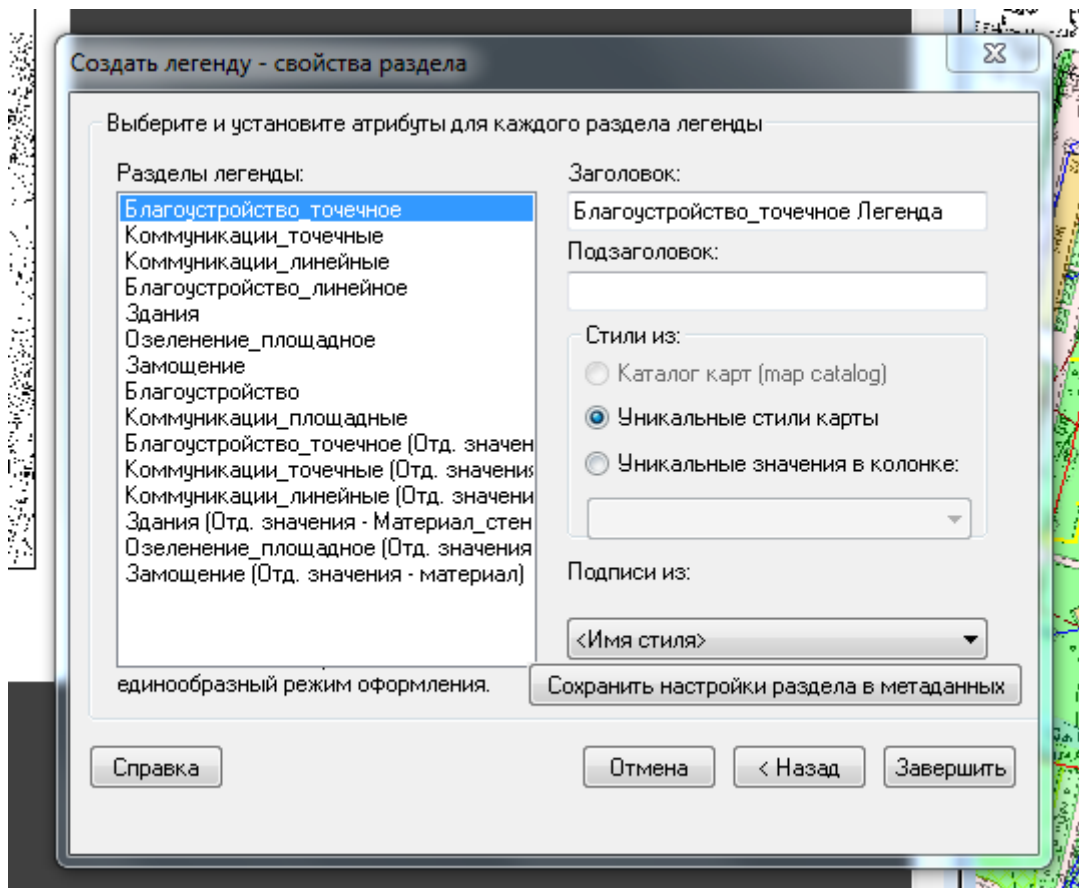 Создать легенду - свойства раздела
Выберите и установите атрибуты для каждого раздела легенды
Разделы легенды:
Благоустройство_точечное
Коммуникации_точечные
Коммуникации_линейные
Благоустройство_линейное
Здания
Озеленение_площадное
Замощение
Благоустройство
Коммуникации_площадные
Благоустройство_точечное (Отд. значен
Коммуникации_точечные (Отд. значения
Коммуникации_линейные (Отд. значени
Здания (Отд. значения - Материал_стен
Озеленение_площадное (Отд. значения
Замощение (Отд. значения - материал)
единообразный режим оформления.
Заголовок:
Благоустройство_точечное Легенда
Подзаголовок:
Стили из:
Каталог карт (map catalog)
Уникальные стили карты
Уникальные значения в колонке:
Подписи из:
<Имя стиля>
Сохранить настройки раздела в метаданных
Справка
Отмена
< Назад
Завершить